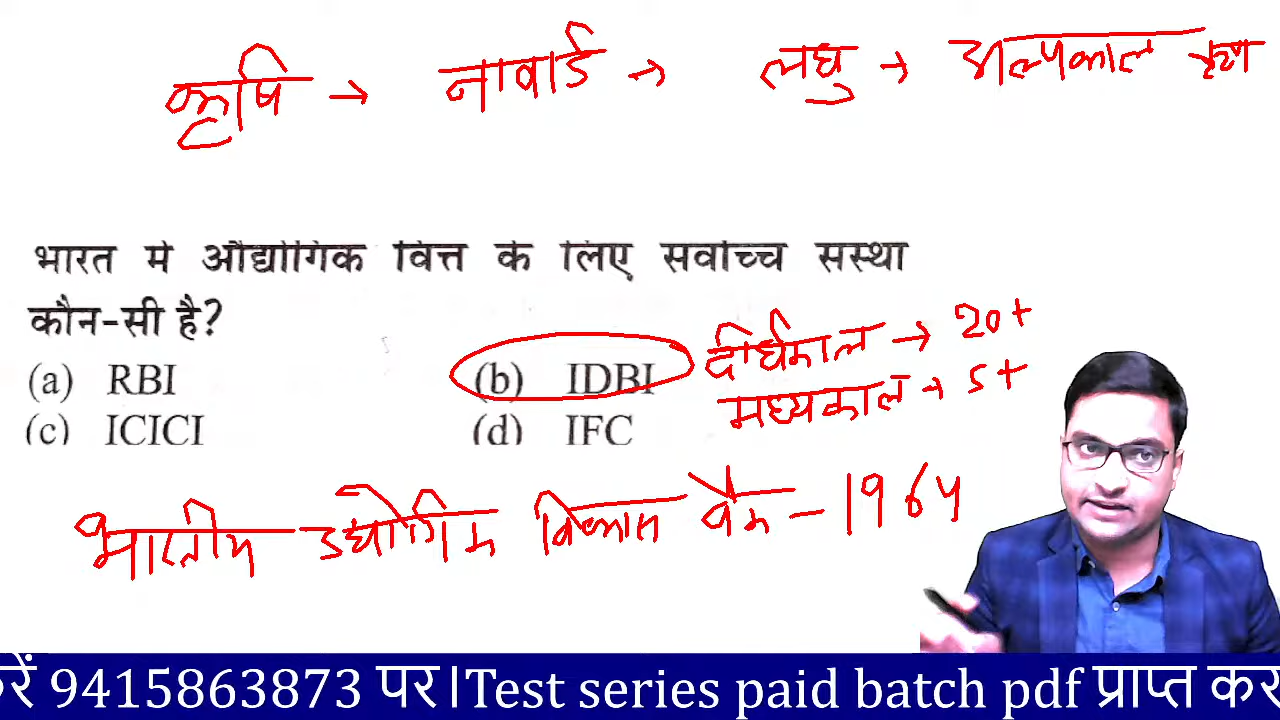 कृषि → नावार्ड → लघु → अल्पकाल ऋण
भारत में औद्योगिक वित्त के लिए सर्वोच्च संस्था
कौन-सी है?
(a) RBI
(b) IDBI
दीर्घकाल → 20+
मध्यकाल → 5+
(c) ICICI
(d) IFC
भारतीय उद्योगिक विकास बैंक – 1964
करें 9415863873 पर।Test series paid batch pdf प्राप्त कर